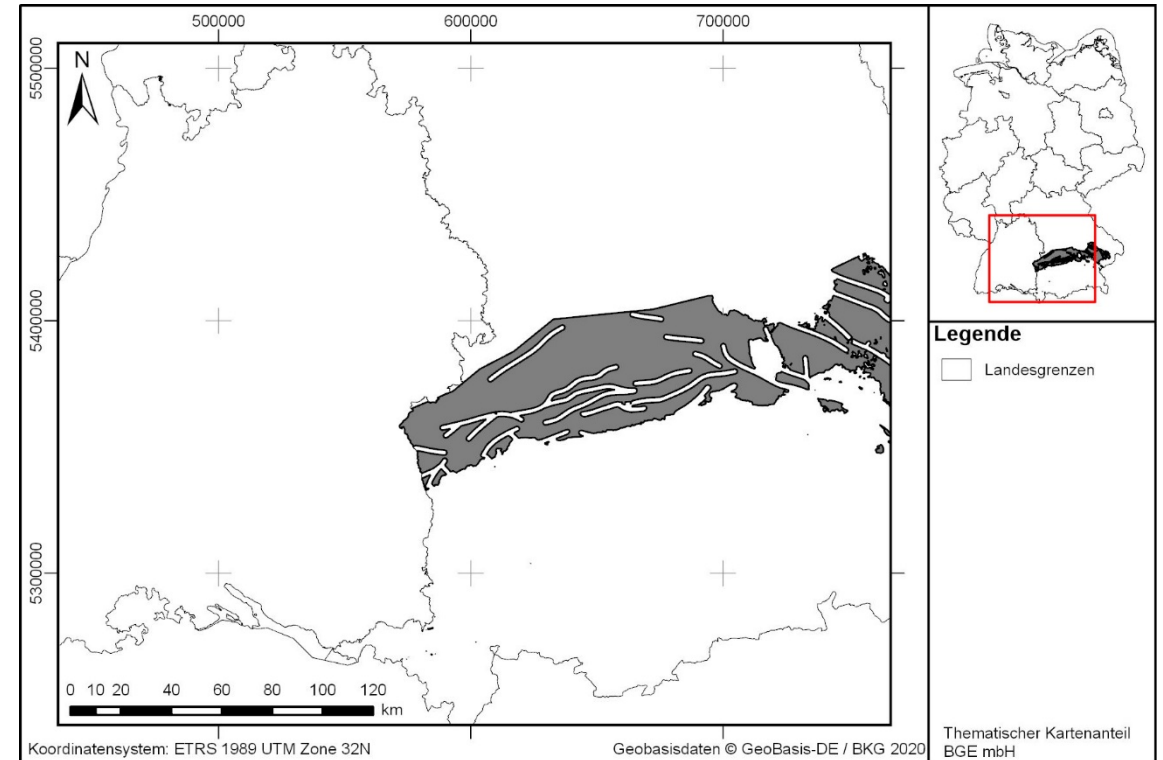 500000 600000 700000
5500000
N
5400000
5300000
0 10 20 40 60 80 100 120
km
Koordinatensystem: ETRS 1989 UTM Zone 32N
Geobasisdaten © GeoBasis-DE / BKG 2020
Legende
Landesgrenzen
Thematischer Kartenanteil
BGE mbH